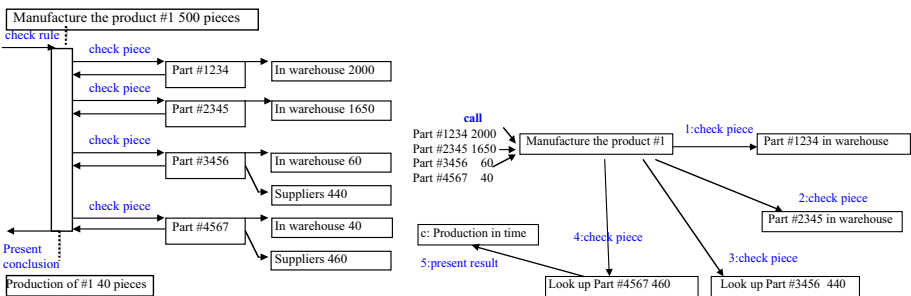 Manufacture the product #1 500 pieces
check rule
check piece
Part #1234
In warehouse 2000
check piece
Part #2345
In warehouse 1650
check piece
Part #3456
In warehouse 60
Suppliers 440
check piece
Part #4567
In warehouse 40
Suppliers 460
Present
conclusion
Production of #1 40 pieces
call
Part #1234 2000
Part #2345 1650
Part #3456 60
Part #4567 40
Manufacture the product #1
1:check piece
Part #1234 in warehouse
2:check piece
Part #2345 in warehouse
3:check piece
Look up Part #3456 440
4:check piece
Look up Part #4567 460
5:present result
c: Production in time